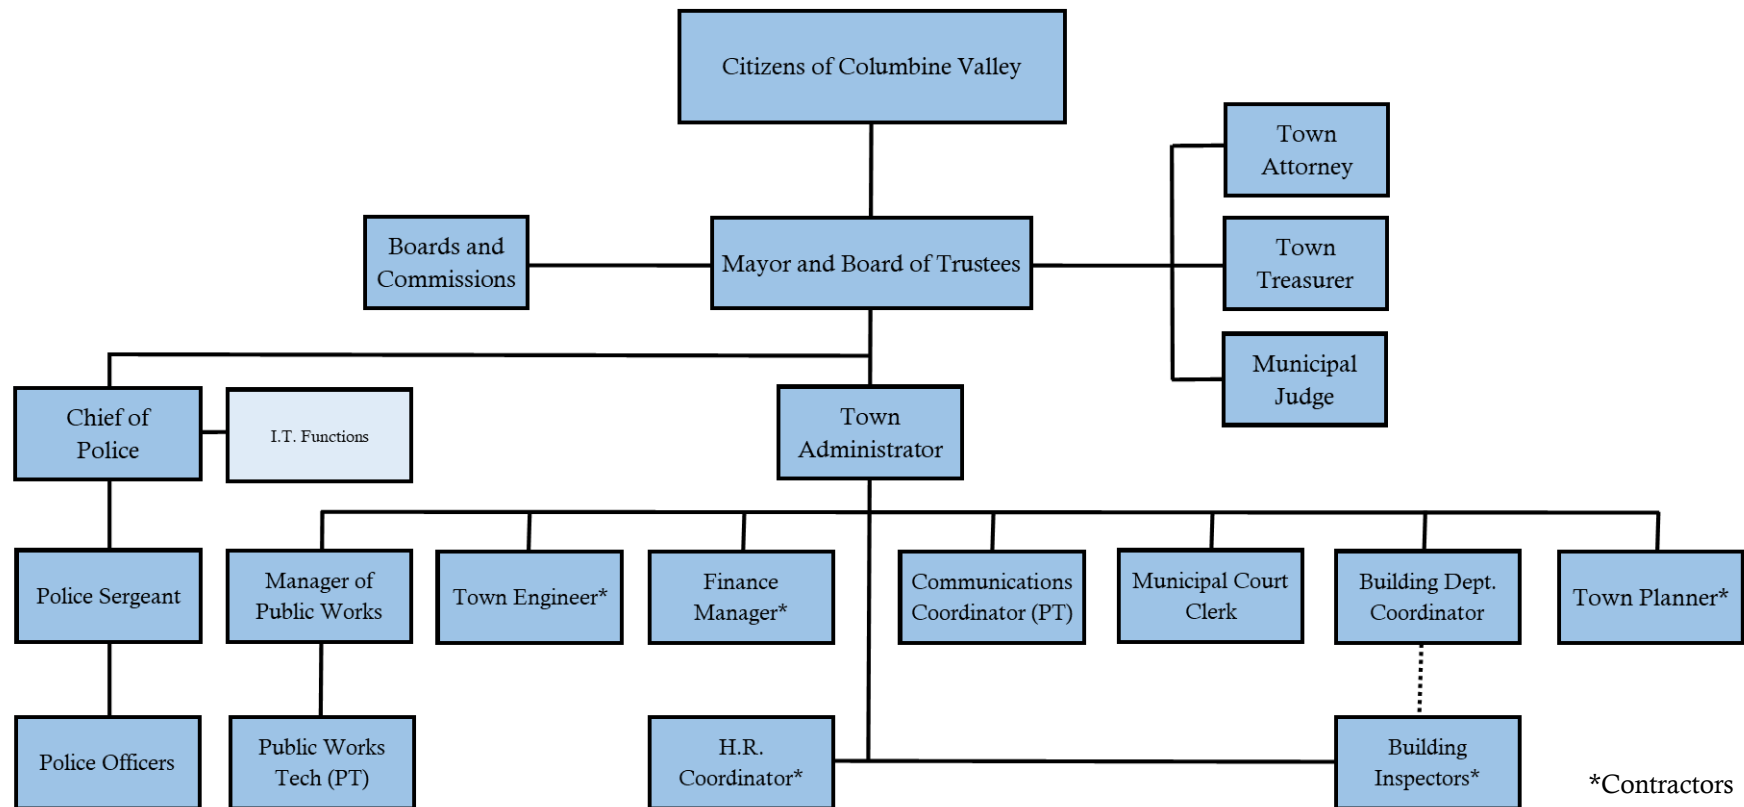 Citizens of Columbine Valley
Town
Attorney
Boards and
Commissions
Mayor and Board of Trustees
Town
Treasurer
Municipal
Judge
Chief of
Police
I.T. Functions
Town
Administrator
Police Sergeant
Manager of
Public Works
Town Engineer*
Finance
Manager*
Communications
Coordinator (PT)
Municipal Court
Clerk
Building Dept.
Coordinator
Town Planner*
Police Officers
Public Works
Tech (PT)
H.R.
Coordinator*
Building
Inspectors*
*Contractors